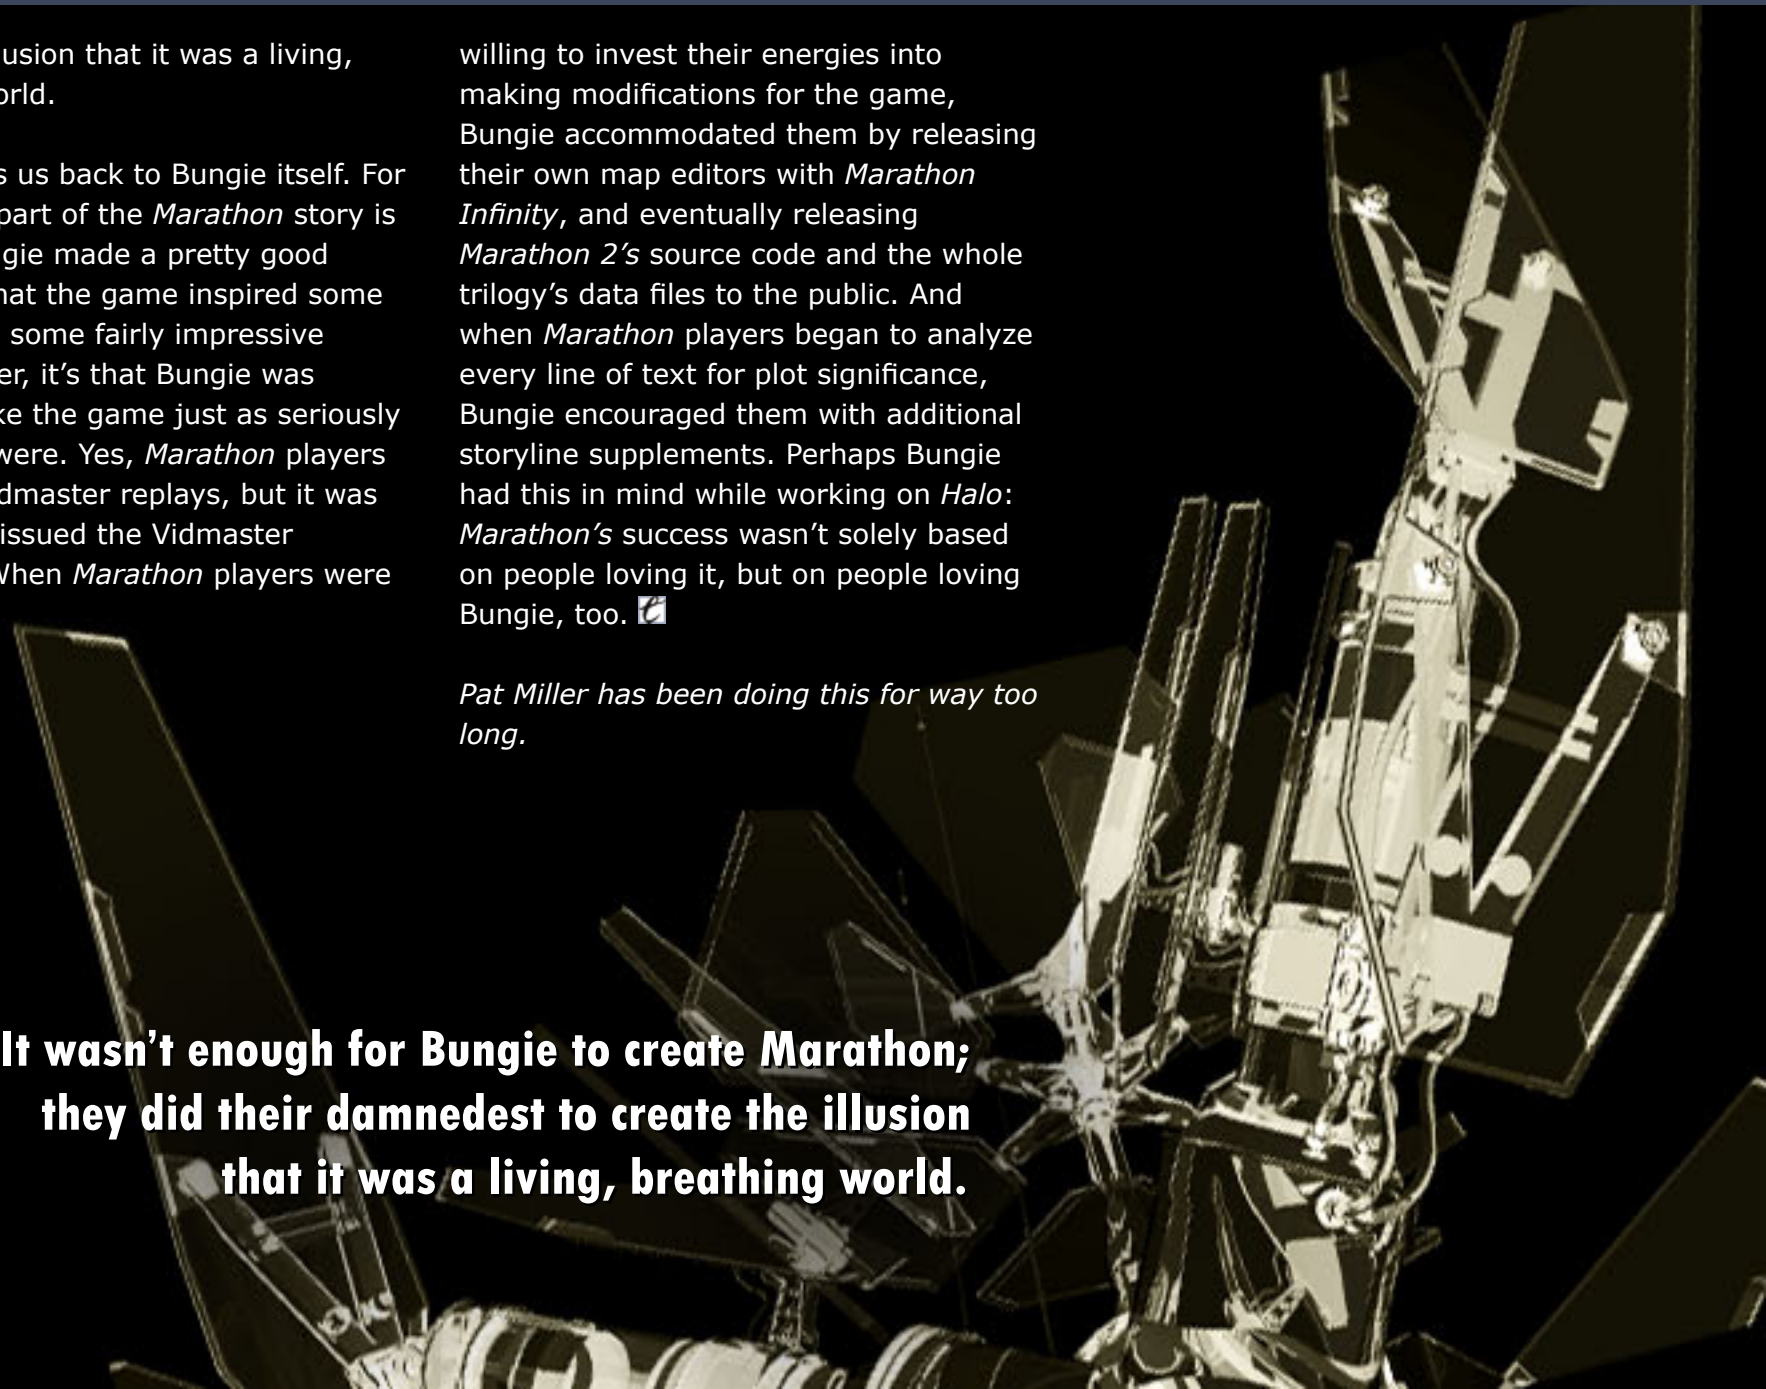 lusion that it was a living,
orld.
s us back to Bungie itself. For
part of the Marathon story is
gie made a pretty good
hat the game inspired some
some fairly impressive
er, it’s that Bungie was
ke the game just as seriously
were. Yes, Marathon players
dmaster replays, but it was
issued the Vidmaster
When Marathon players were
willing to invest their energies into
making modifications for the game,
Bungie accommodated them by releasing
their own map editors with Marathon
Infinity, and eventually releasing
Marathon 2’s source code and the whole
trilogy’s data files to the public. And
when Marathon players began to analyze
every line of text for plot significance,
Bungie encouraged them with additional
storyline supplements. Perhaps Bungie
had this in mind while working on Halo:
Marathon’s success wasn’t solely based
on people loving it, but on people loving
Bungie, too.
Pat Miller has been doing this for way too
long.
It wasn’t enough for Bungie to create Marathon;
they did their damnedest to create the illusion
that it was a living, breathing world.